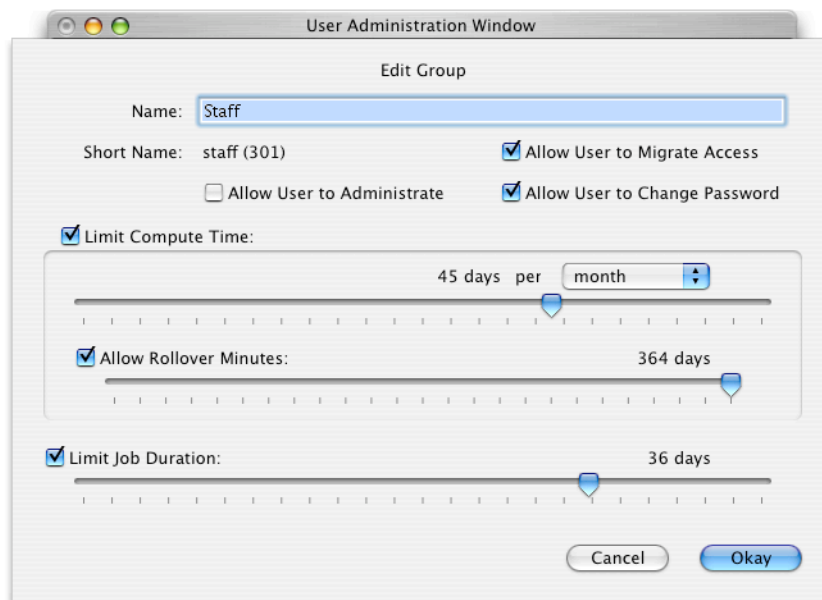 User Administration Window
Edit Group
Name: Staff
Short Name: staff (301) Allow User to Migrate Access
Allow User to Administrate Allow User to Change Password
Limit Compute Time:
45 days per month
Allow Rollover Minutes: 364 days
Limit Job Duration: 36 days
Cancel Okay